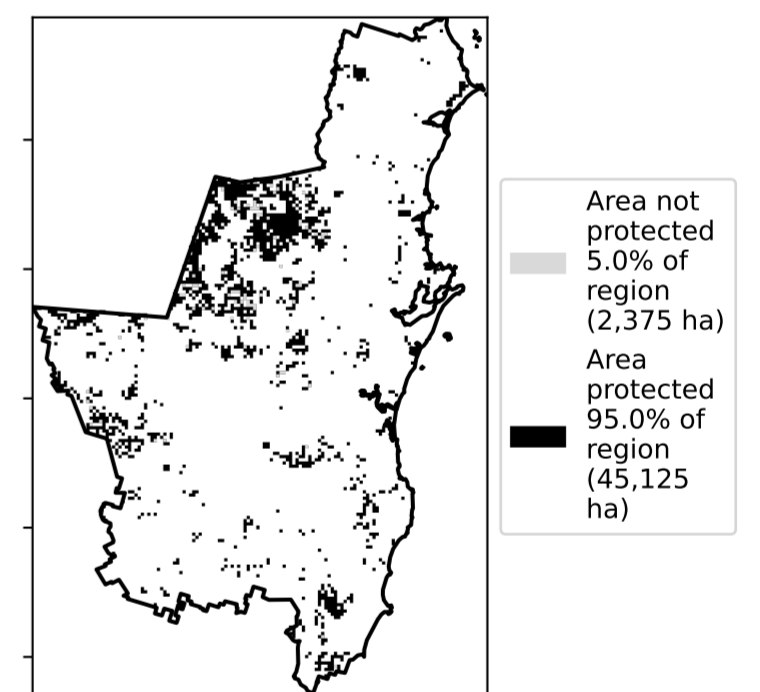 Area not
protected
5.0% of
region
(2,375 ha)
Area
protected
95.0% of
region
(45,125
ha)